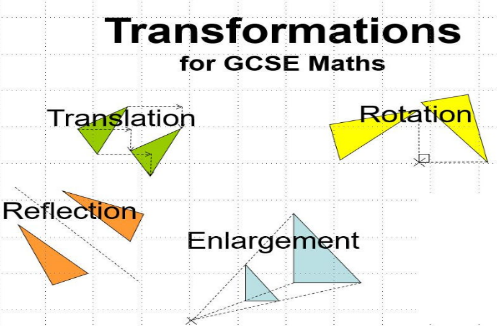 Transformations
for GCSE Maths
Translation
Rotation
Reflection
Enlargement